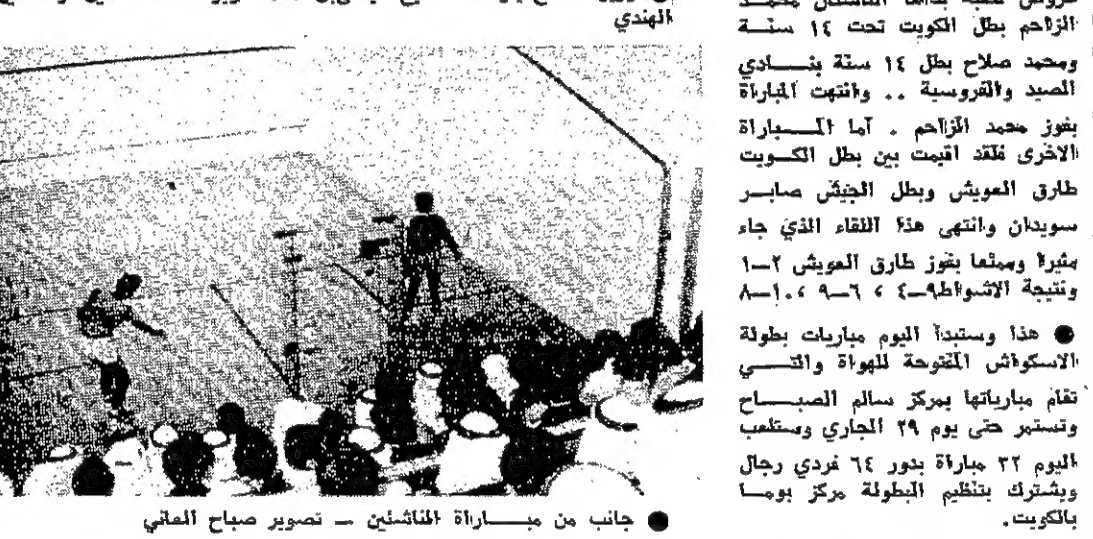 الهندي
الزاحم بطل الكويت تحت ١٤ سنة
ومحمد صلاح بطل ١٤ سنة بنادي
الصيد والفروسية .. وانتهت المباراة
بفوز محمد الزاحم . أما المباراة
الاخرى فلقد اقيمت بين بطل الكويت
طارق العويش وبطل الجيش صابر
سويدان وانتهى هذا اللقاء الذي جاء
مثيرا وممتعا بفوز طارق العويش ٢–١
ونتيجة الاشواط ٩–٤ ، ٦–٩ ، ١٠–٨
● هذا وستبدأ اليوم مباريات بطولة
الاسكواش المفتوحة للهواة والتي
تقام مبارياتها بمركز سالم الصباح
وتستمر حتى يوم ٢٩ الجاري وستلعب
اليوم ٣٢ مباراة بدور ٦٤ فردي رجال
ويشترك بتنظيم البطولة مركز بوما
بالكويت.
● جانب من مباراة الناشئين – تصوير صباح العاني